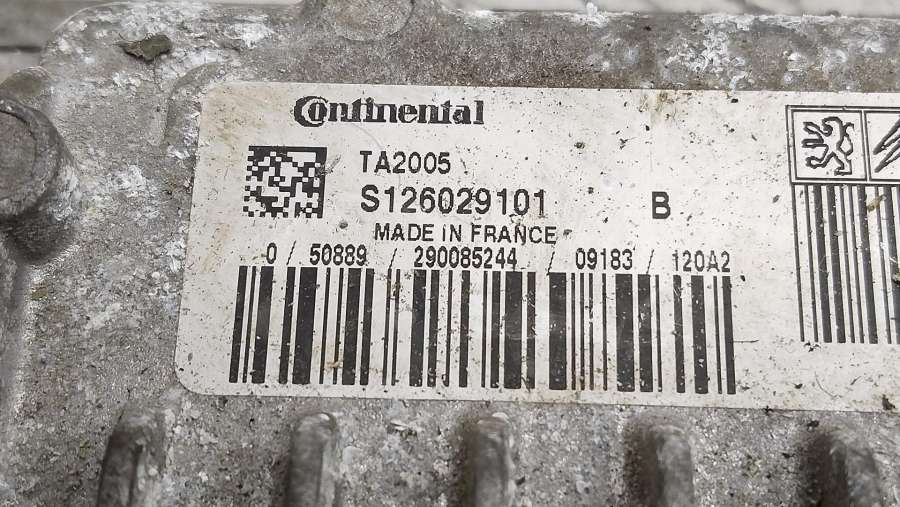 Continental
TA2005
S126029101 B
MADE IN FRANCE
0 / 50889 / 290085244 / 09183 / 120A2